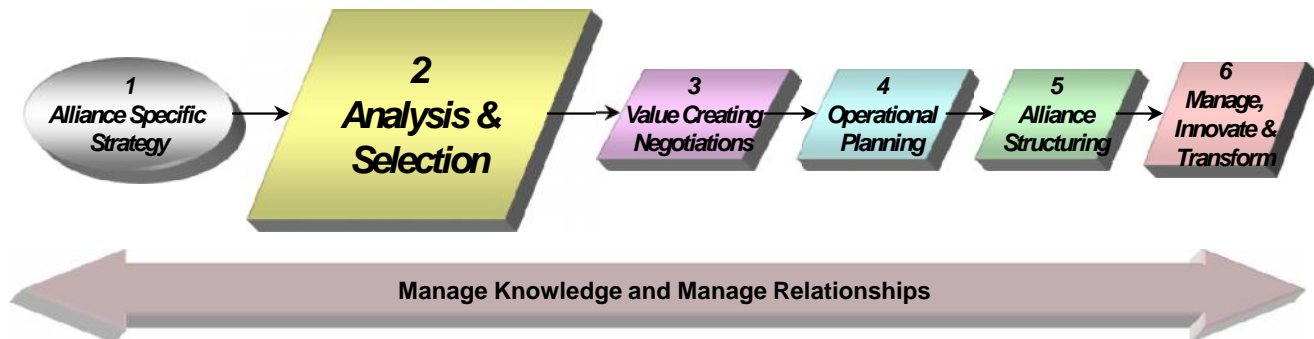 1
Alliance Specific
Strategy
2
Analysis &
Selection
3
Value Creating
Negotiations
4
Operational
Planning
5
Alliance
Structuring
6
Manage,
Innovate &
Transform
Manage Knowledge and Manage Relationships